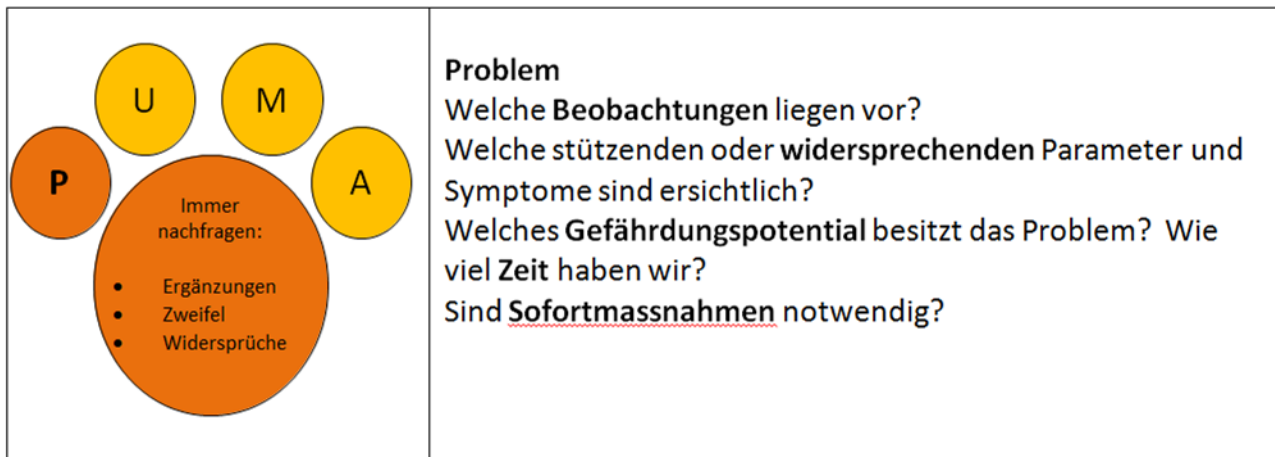 P
U
M
A
Immer
nachfragen:
• Ergänzungen
• Zweifel
• Widersprüche
Problem
Welche Beobachtungen liegen vor?
Welche stützenden oder widersprechenden Parameter und
Symptome sind ersichtlich?
Welches Gefährdungspotential besitzt das Problem?  Wie
viel Zeit haben wir?
Sind Sofortmassnahmen notwendig?